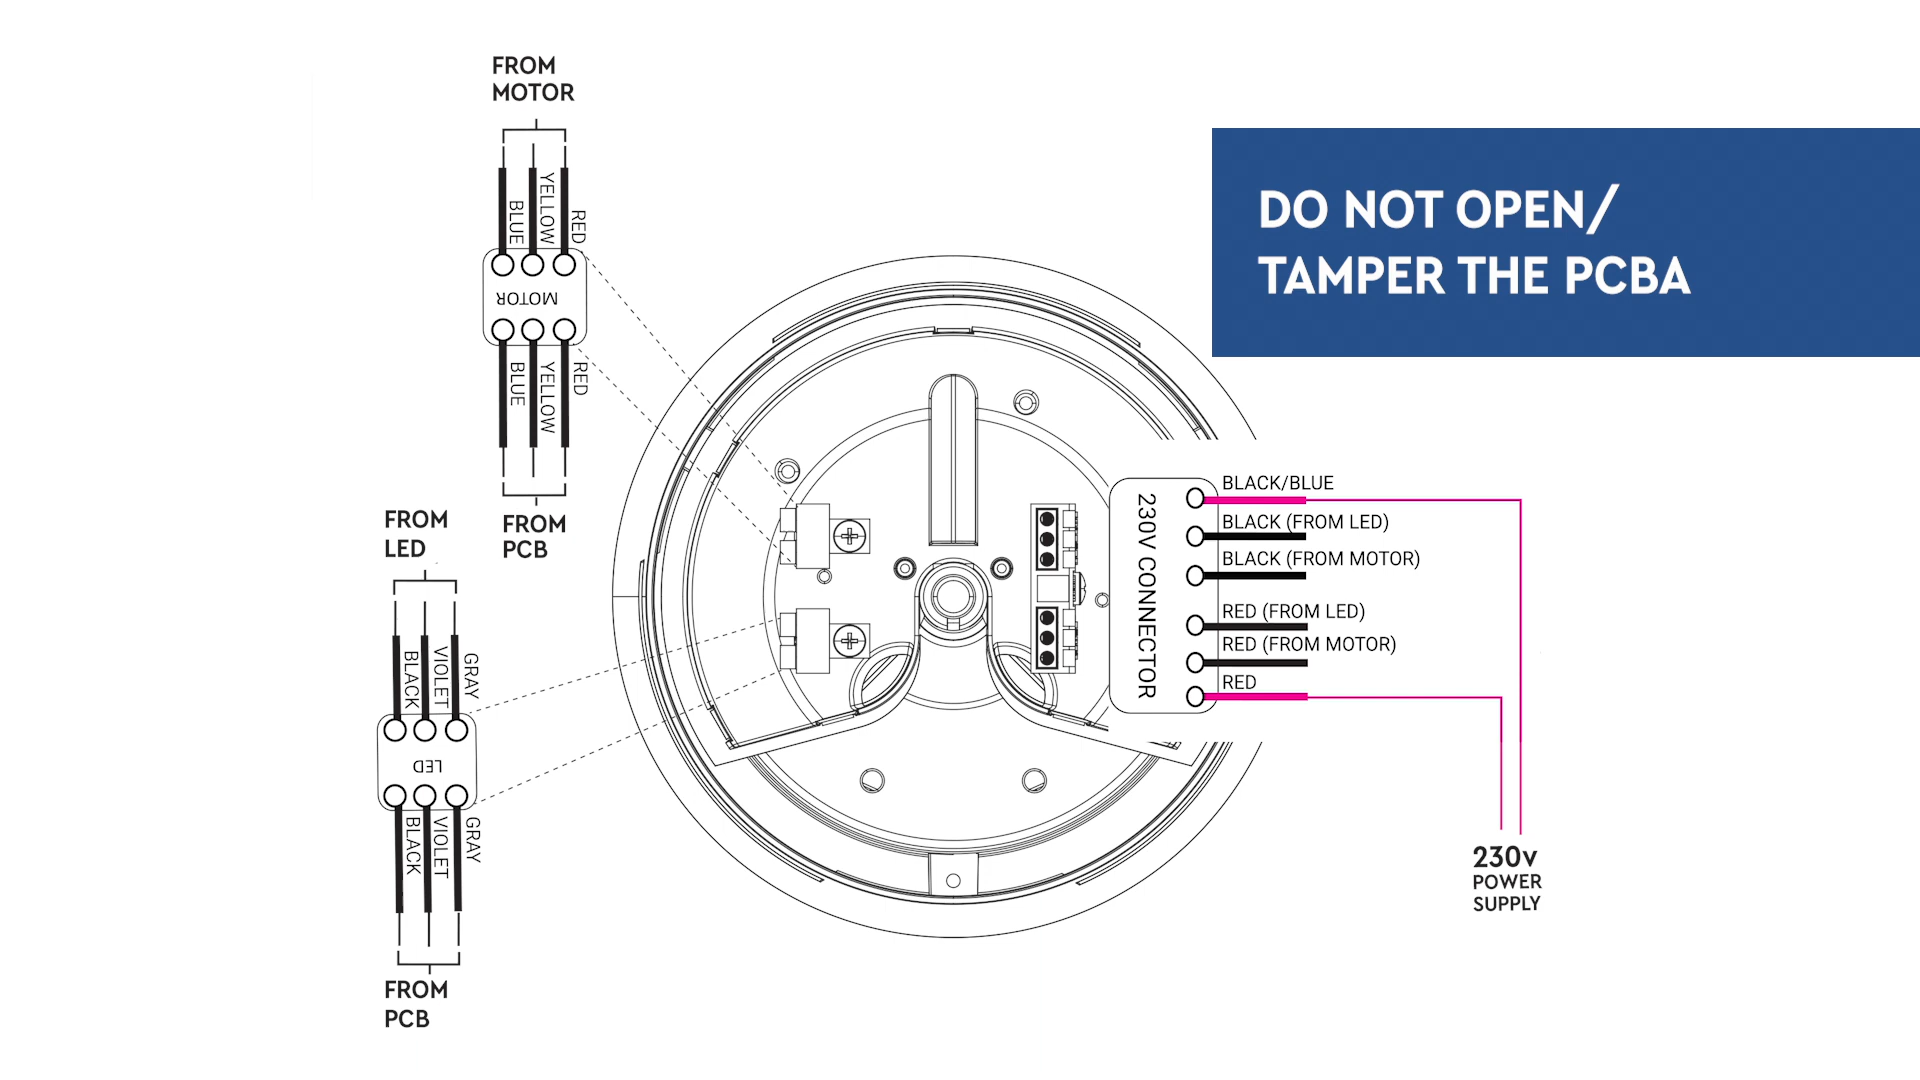 FROM
MOTOR
BLUE
YELLOW
RED
MOTOR
BLUE
YELLOW
RED
FROM
PCB
FROM
LED
BLACK
VIOLET
GRAY
LED
BLACK
VIOLET
GRAY
FROM
PCB
DO NOT OPEN/
TAMPER THE PCBA
230V CONNECTOR
BLACK/BLUE
BLACK (FROM LED)
BLACK (FROM MOTOR)
RED (FROM LED)
RED (FROM MOTOR)
RED
230v
POWER
SUPPLY